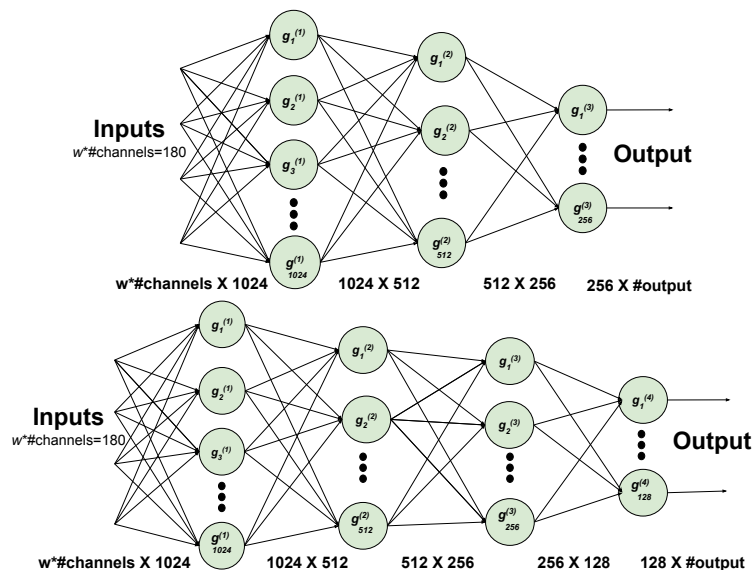 g1(1)
g1(2)
g2(1)
g1(3)
Inputs
w*#channels=180
g2(2)
g3(1)
Output
g(3)256
g(2)512
g(1)1024
w*#channels X 1024
1024 X 512
512 X 256
256 X #output
g1(1)
g1(2)
g1(3)
g2(1)
g1(4)
Inputs
w*#channels=180
g2(2)
g2(3)
g3(1)
Output
g(4)128
g(2)512
g(3)256
g(1)1024
w*#channels X 1024
1024 X 512
512 X 256
256 X 128
128 X #output